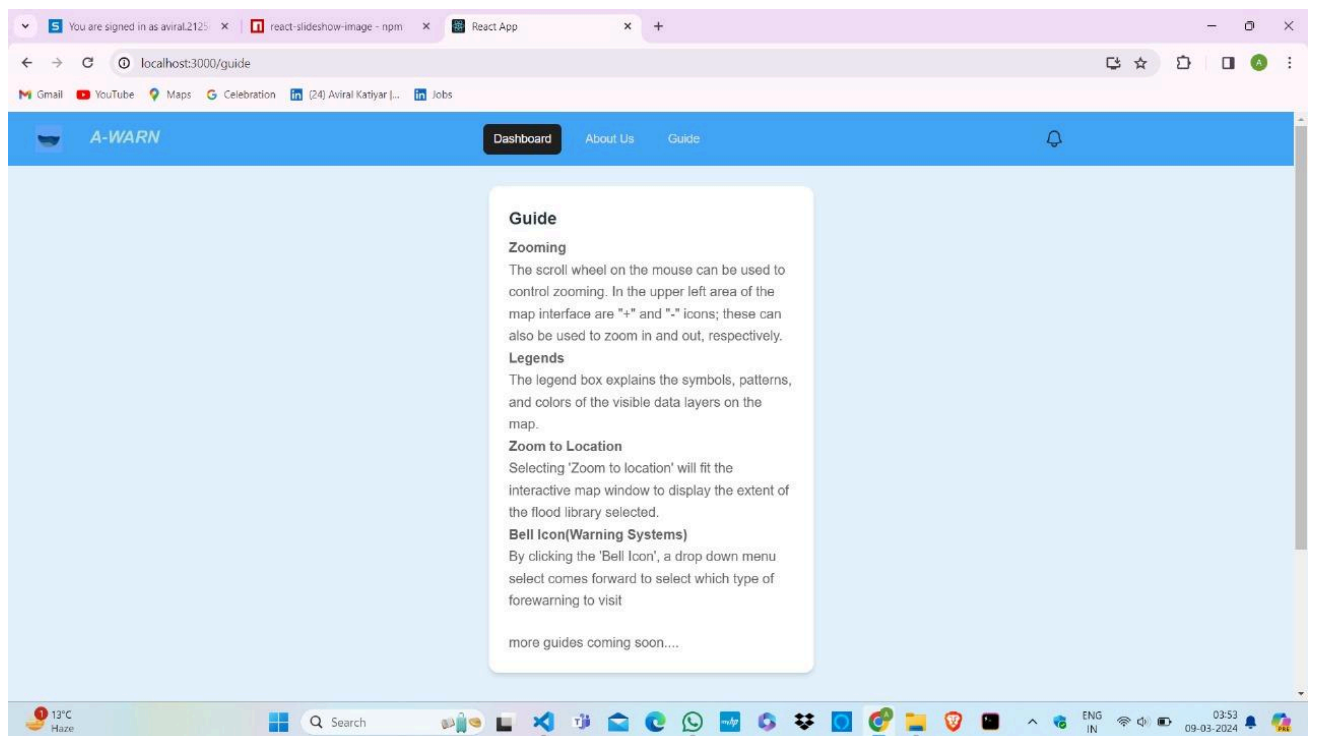 You are signed in as aviral.2125
react-slideshow-image - npm
React App
localhost:3000/guide
Gmail
YouTube
Maps
Celebration
(24) Aviral Katiyar |...
Jobs
A-WARN
Dashboard
About Us
Guide
Guide
Zooming
The scroll wheel on the mouse can be used to
control zooming. In the upper left area of the
map interface are "+" and "-" icons; these can
also be used to zoom in and out, respectively.
Legends
The legend box explains the symbols, patterns,
and colors of the visible data layers on the
map.
Zoom to Location
Selecting 'Zoom to location' will fit the
interactive map window to display the extent of
the flood library selected.
Bell Icon(Warning Systems)
By clicking the 'Bell Icon', a drop down menu
select comes forward to select which type of
forewarning to visit
more guides coming soon....
1
13°C
Haze
Search
ENG
IN
03:53
09-03-2024